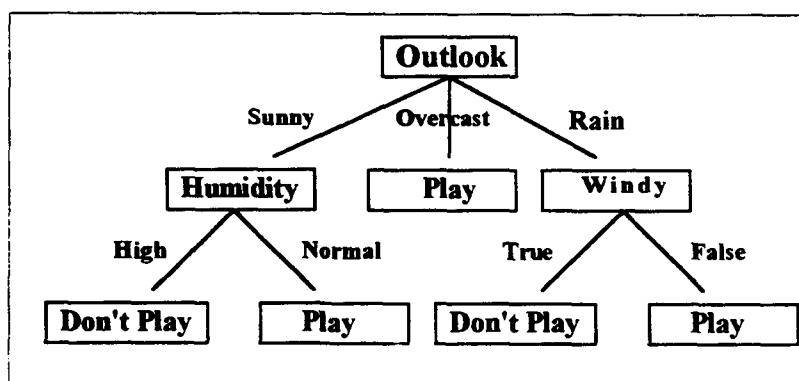 Outlook
Sunny Overcast Rain
Humidity Play Windy
High Normal True False
Don't Play Play Don't Play Play